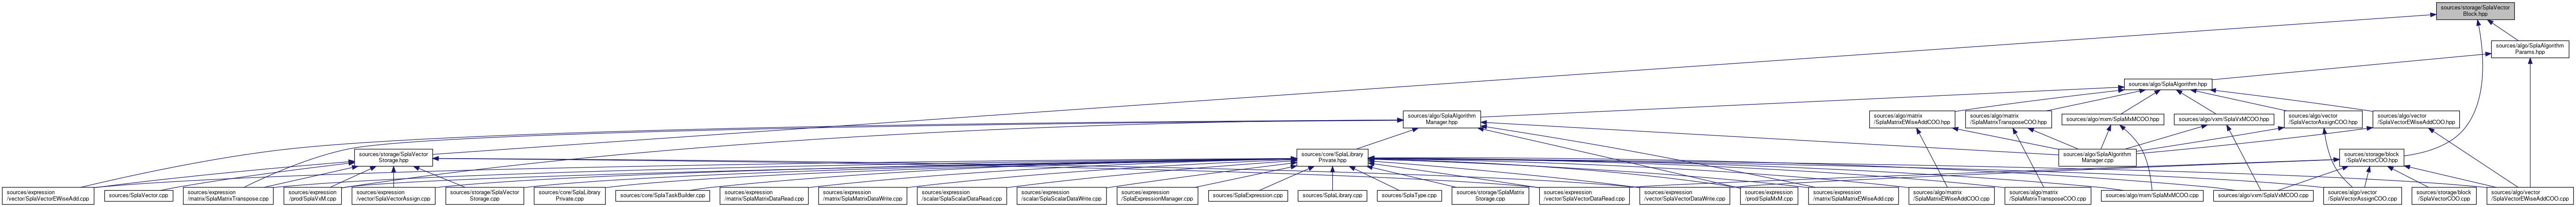 sources/storage/SplaVector
Block.hpp
sources/algo/SplaAlgorithm
Params.hpp
sources/algo/SplaAlgorithm.hpp
sources/algo/SplaAlgorithm
Manager.hpp
sources/algo/matrix
/SplaMatrixEWiseAddCOO.hpp
sources/algo/matrix
/SplaMatrixTransposeCOO.hpp
sources/algo/mxm/SplaMxMCOO.hpp
sources/algo/vxm/SplaVxMCOO.hpp
sources/algo/vector
/SplaVectorAssignCOO.hpp
sources/algo/vector
/SplaVectorEWiseAddCOO.hpp
sources/storage/SplaVector
Storage.hpp
sources/core/SplaLibrary
Private.hpp
sources/algo/SplaAlgorithm
Manager.cpp
sources/storage/block
/SplaVectorCOO.hpp
sources/expression
/vector/SplaVectorEWiseAdd.cpp
sources/SplaVector.cpp
sources/expression
/matrix/SplaMatrixTranspose.cpp
sources/expression
/prod/SplaVxM.cpp
sources/expression
/vector/SplaVectorAssign.cpp
sources/storage/SplaVector
Storage.cpp
sources/core/SplaLibrary
Private.cpp
sources/core/SplaTaskBuilder.cpp
sources/expression
/matrix/SplaMatrixDataRead.cpp
sources/expression
/matrix/SplaMatrixDataWrite.cpp
sources/expression
/scalar/SplaScalarDataRead.cpp
sources/expression
/scalar/SplaScalarDataWrite.cpp
sources/expression
/SplaExpressionManager.cpp
sources/SplaExpression.cpp
sources/SplaLibrary.cpp
sources/SplaType.cpp
sources/storage/SplaMatrix
Storage.cpp
sources/expression
/vector/SplaVectorDataRead.cpp
sources/expression
/vector/SplaVectorDataWrite.cpp
sources/expression
/prod/SplaMxM.cpp
sources/expression
/matrix/SplaMatrixEWiseAdd.cpp
sources/algo/matrix
/SplaMatrixEWiseAddCOO.cpp
sources/algo/matrix
/SplaMatrixTransposeCOO.cpp
sources/algo/mxm/SplaMxMCOO.cpp
sources/algo/vxm/SplaVxMCOO.cpp
sources/algo/vector
/SplaVectorAssignCOO.cpp
sources/storage/block
/SplaVectorCOO.cpp
sources/algo/vector
/SplaVectorEWiseAddCOO.cpp